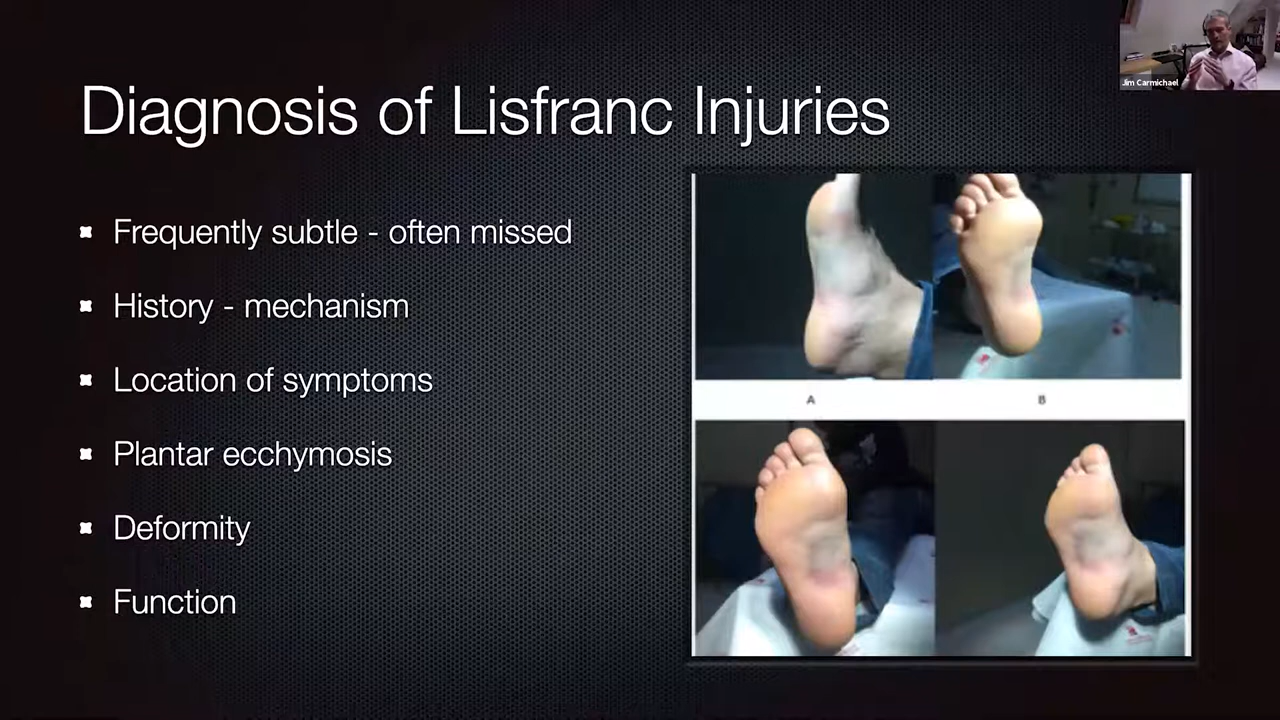 Jim Carmichael
Diagnosis of Lisfranc Injuries
Frequently subtle - often missed
History - mechanism
Location of symptoms
Plantar ecchymosis
Deformity
Function
A
B